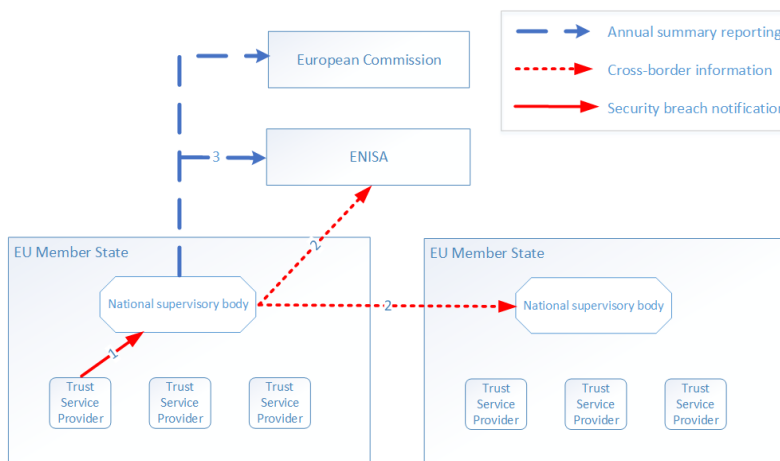 Annual summary reporting
European Commission
Cross-border information
Security breach notification
3
ENISA
2
EU Member State
National supervisory body
1
Trust
Service
Provider
Trust
Service
Provider
Trust
Service
Provider
2
EU Member State
National supervisory body
Trust
Service
Provider
Trust
Service
Provider
Trust
Service
Provider